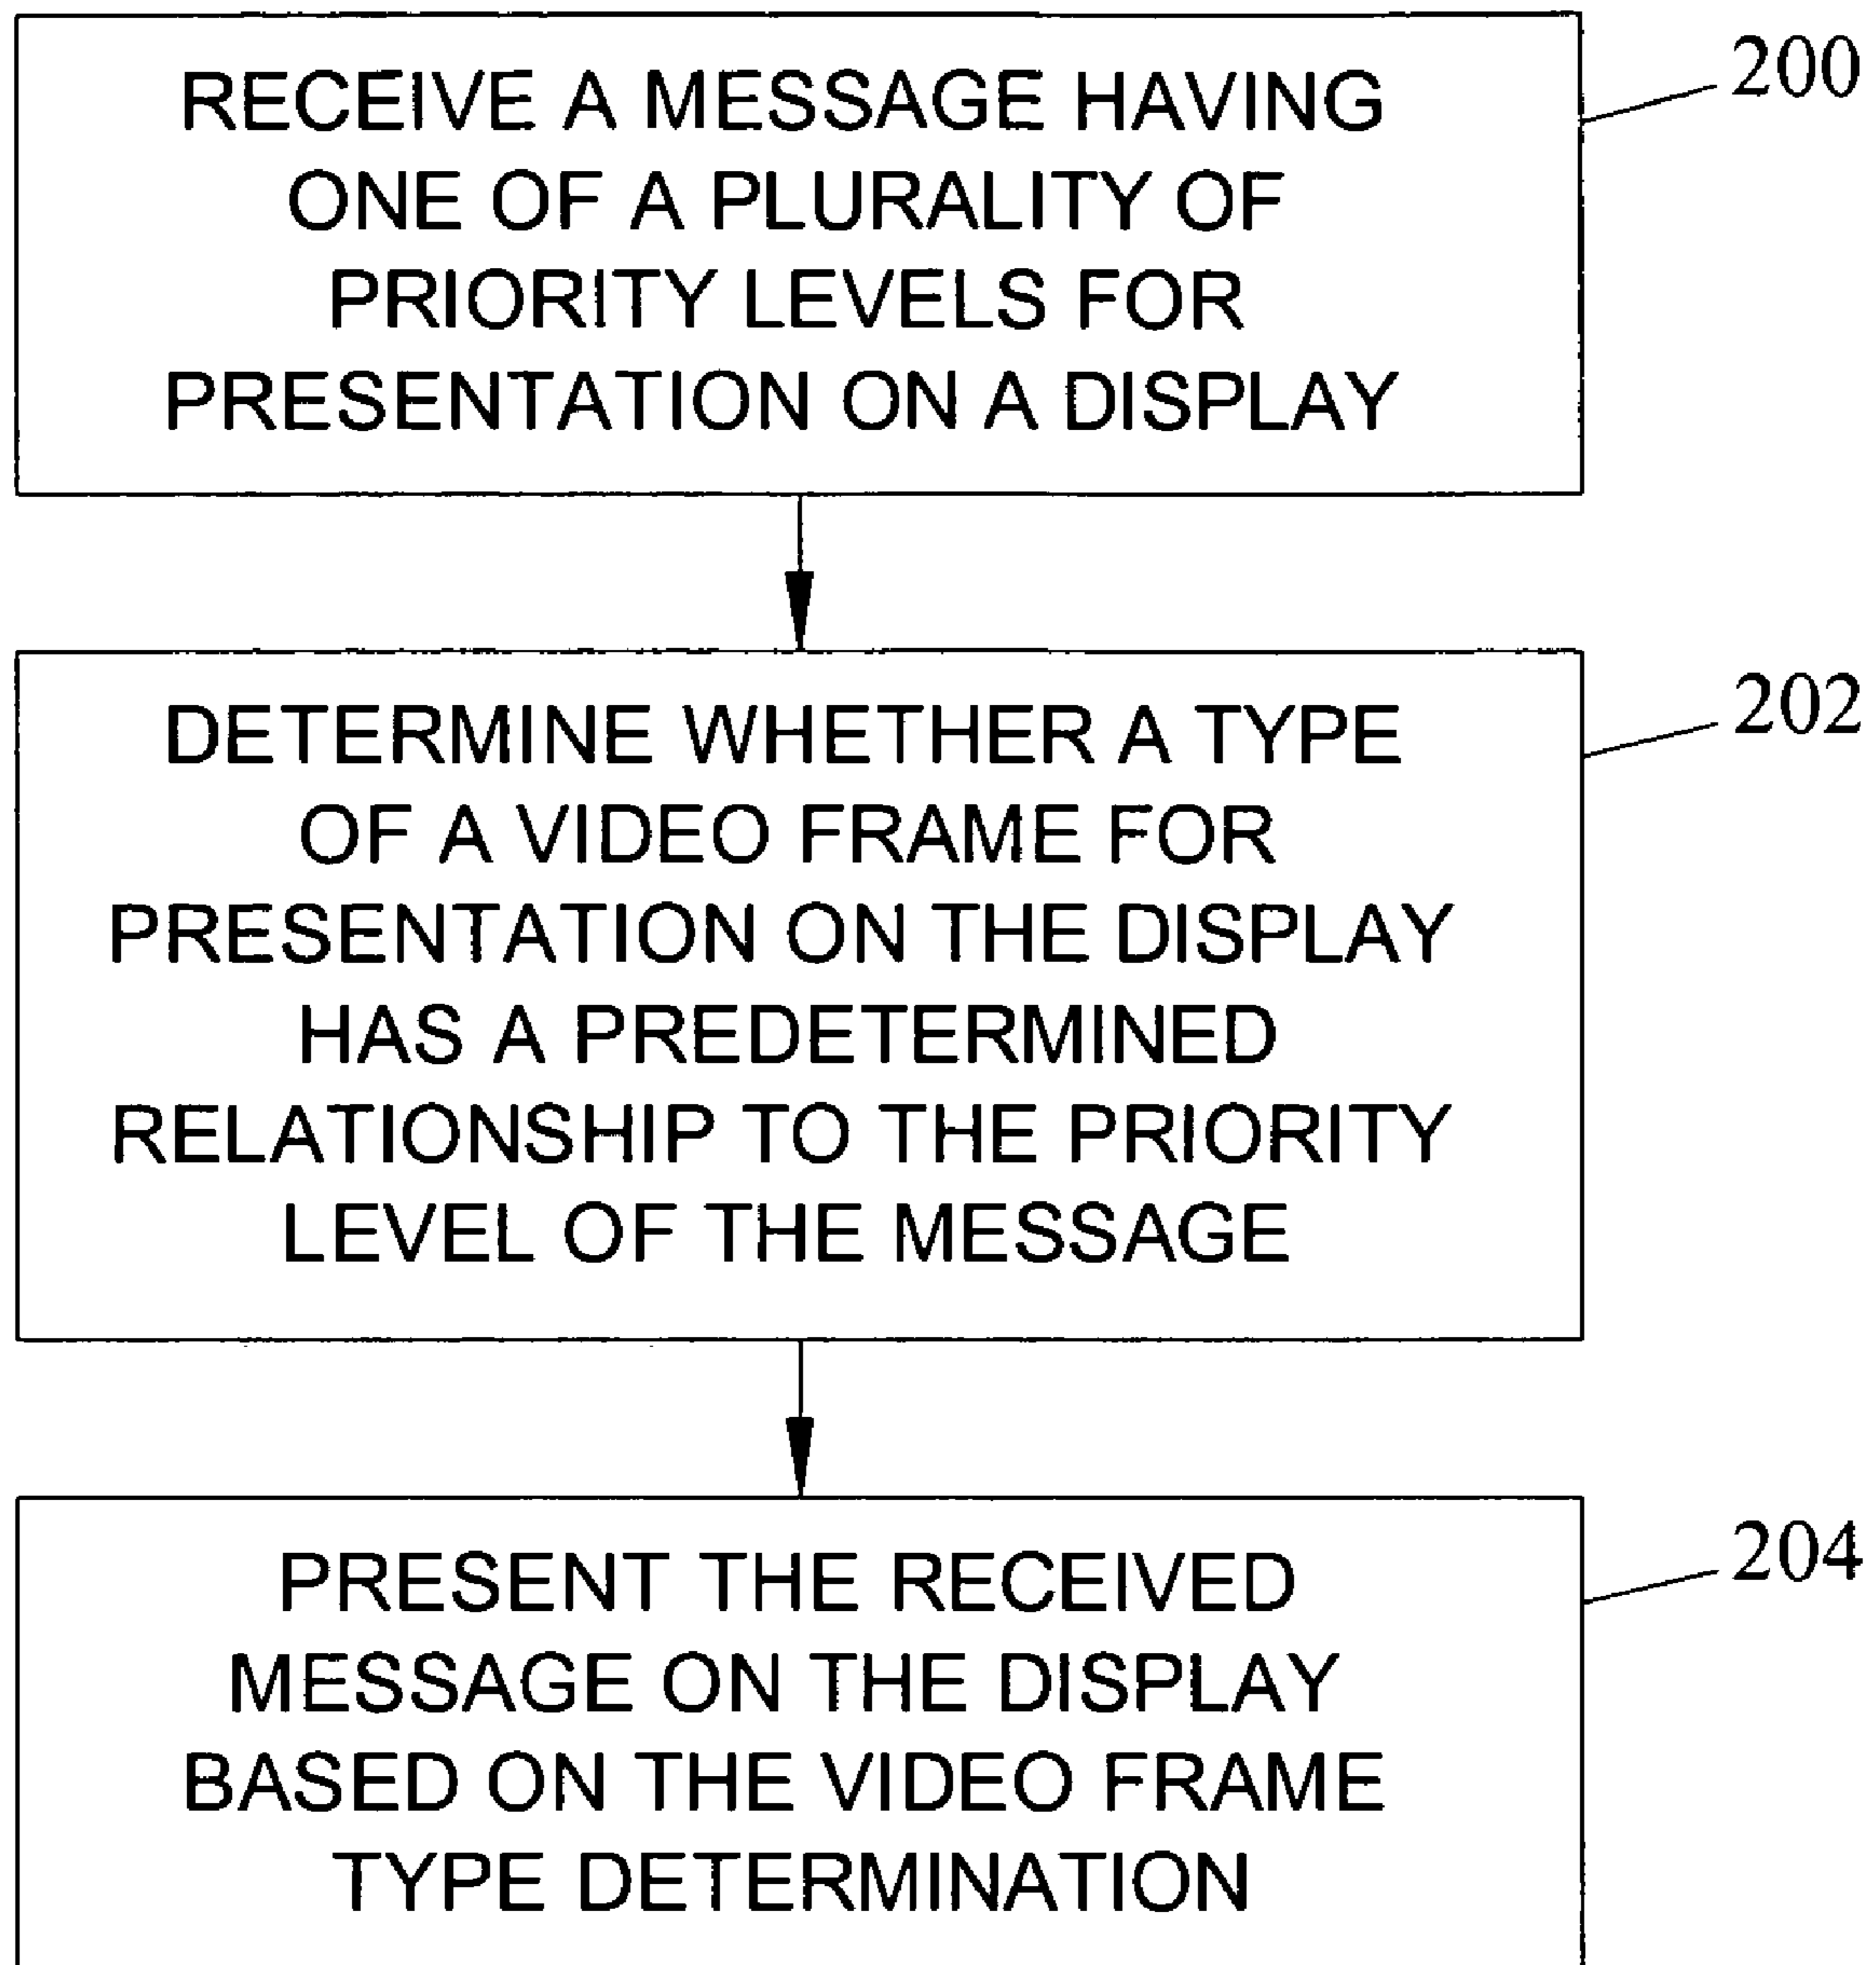 RECEIVE A MESSAGE HAVING
ONE OF A PLURALITY OF
PRIORITY LEVELS FOR
PRESENTATION ON A DISPLAY
200
DETERMINE WHETHER A TYPE
OF A VIDEO FRAME FOR
PRESENTATION ON THE DISPLAY
HAS A PREDETERMINED
RELATIONSHIP TO THE PRIORITY
LEVEL OF THE MESSAGE
202
PRESENT THE RECEIVED
MESSAGE ON THE DISPLAY
BASED ON THE VIDEO FRAME
TYPE DETERMINATION
204